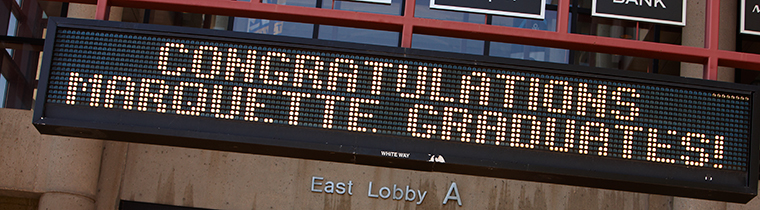 BANK
CONGRATULATIONS
MARQUETTE GRADUATES!
WHITE WAY
East Lobby A